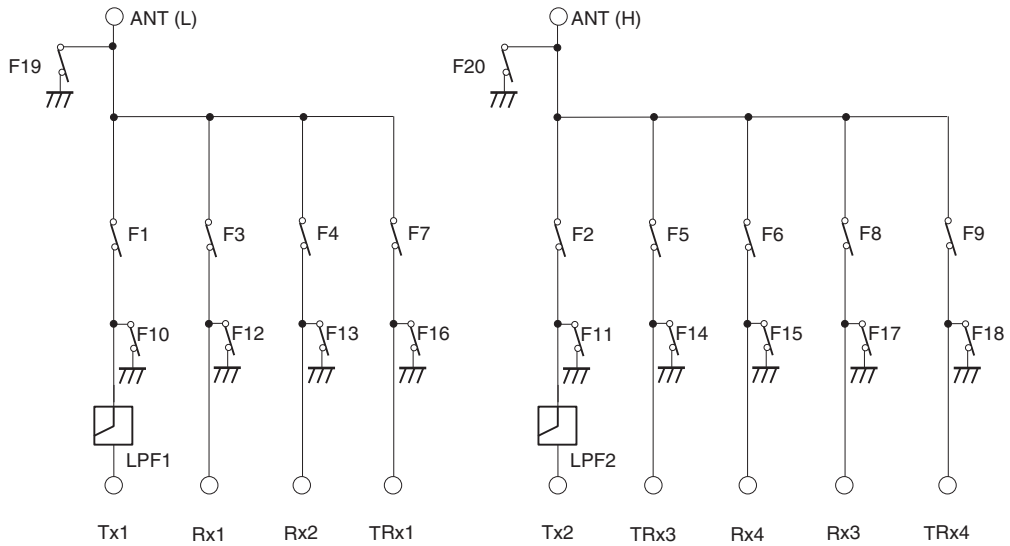 ANT (L) ANT (H)
F19 F20
F1 F3 F4 F7 F2 F5 F6 F8 F9
F10 F12 F13 F16 F11 F14 F15 F17 F18
LPF1 LPF2
Tx1 Rx1 Rx2 TRx1 Tx2 TRx3 Rx4 Rx3 TRx4